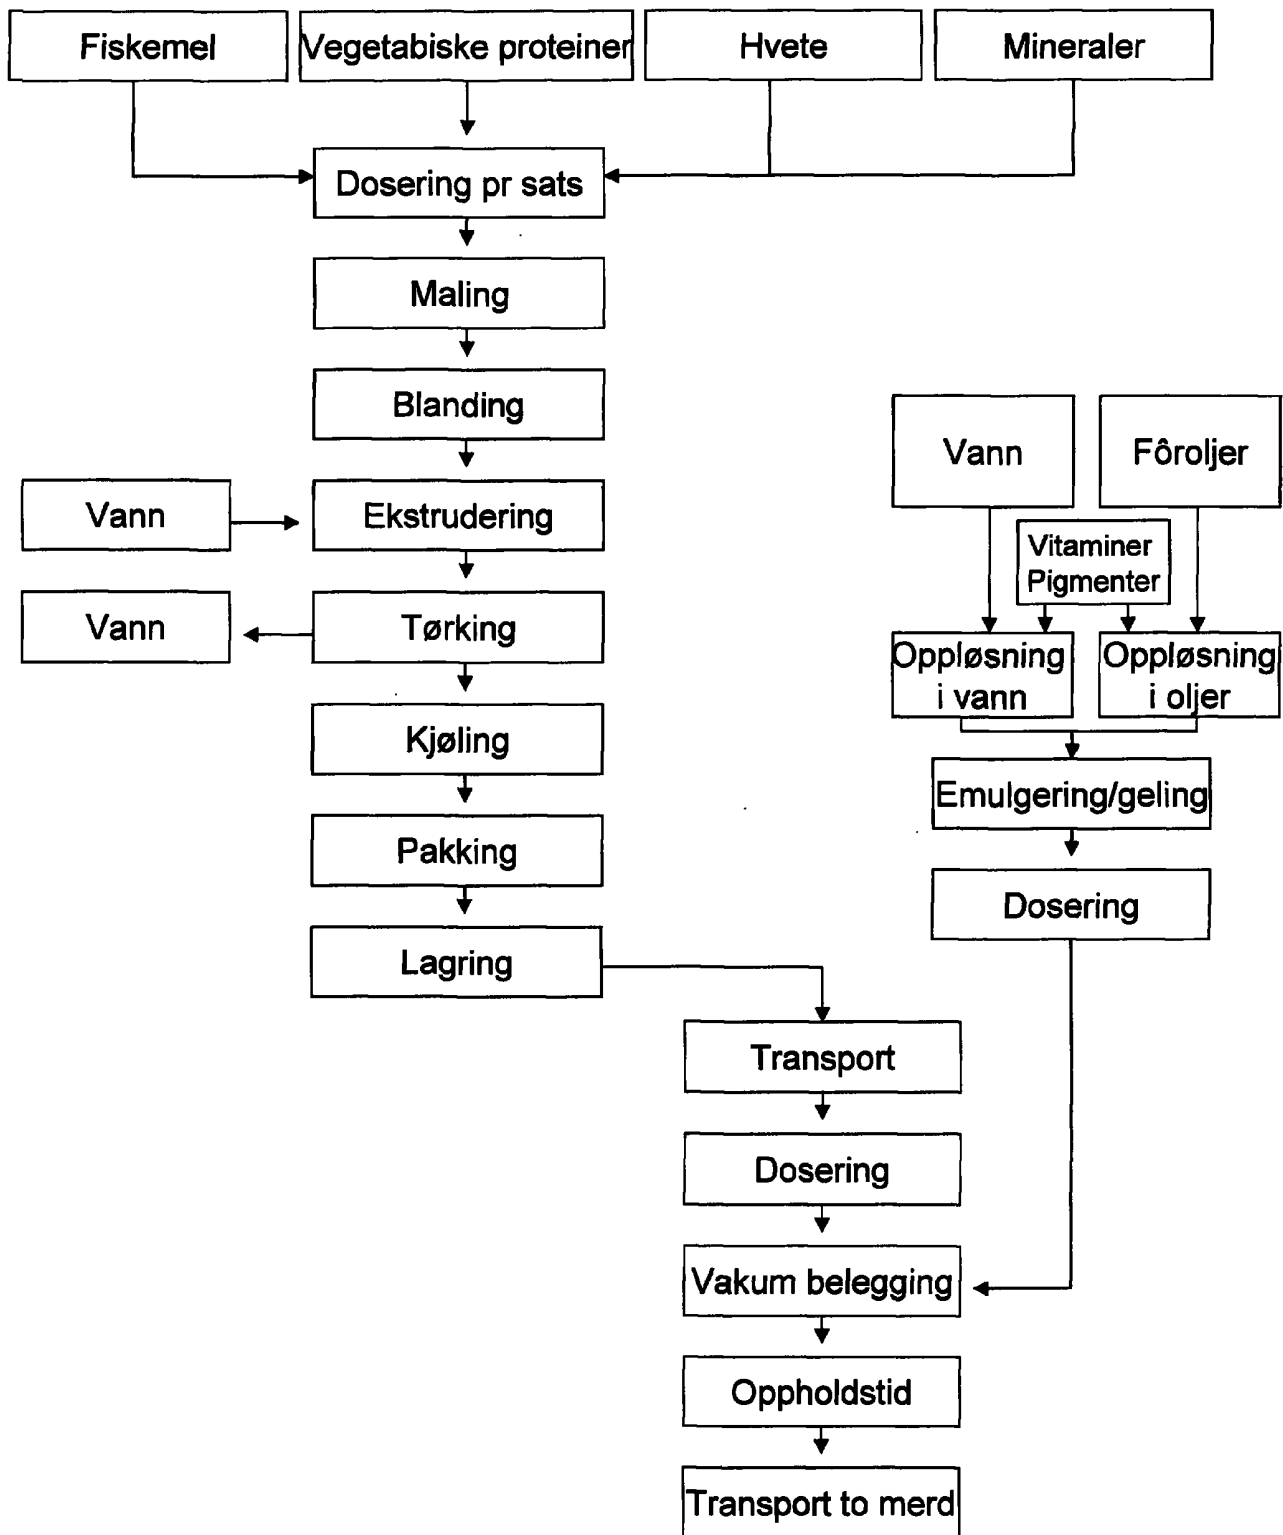 Fiskemel
Vegetabiske proteiner
Hvete
Mineraler
Dosering pr sats
Maling
Blanding
Vann
Ekstrudering
Vann
Tørking
Kjøling
Pakking
Lagring
Vann
Fôroljer
Vitaminer
Pigmenter
Oppløsning
i vann
Oppløsning
i oljer
Emulgering/geling
Dosering
Transport
Dosering
Vakum belegging
Oppholdstid
Transport to merd